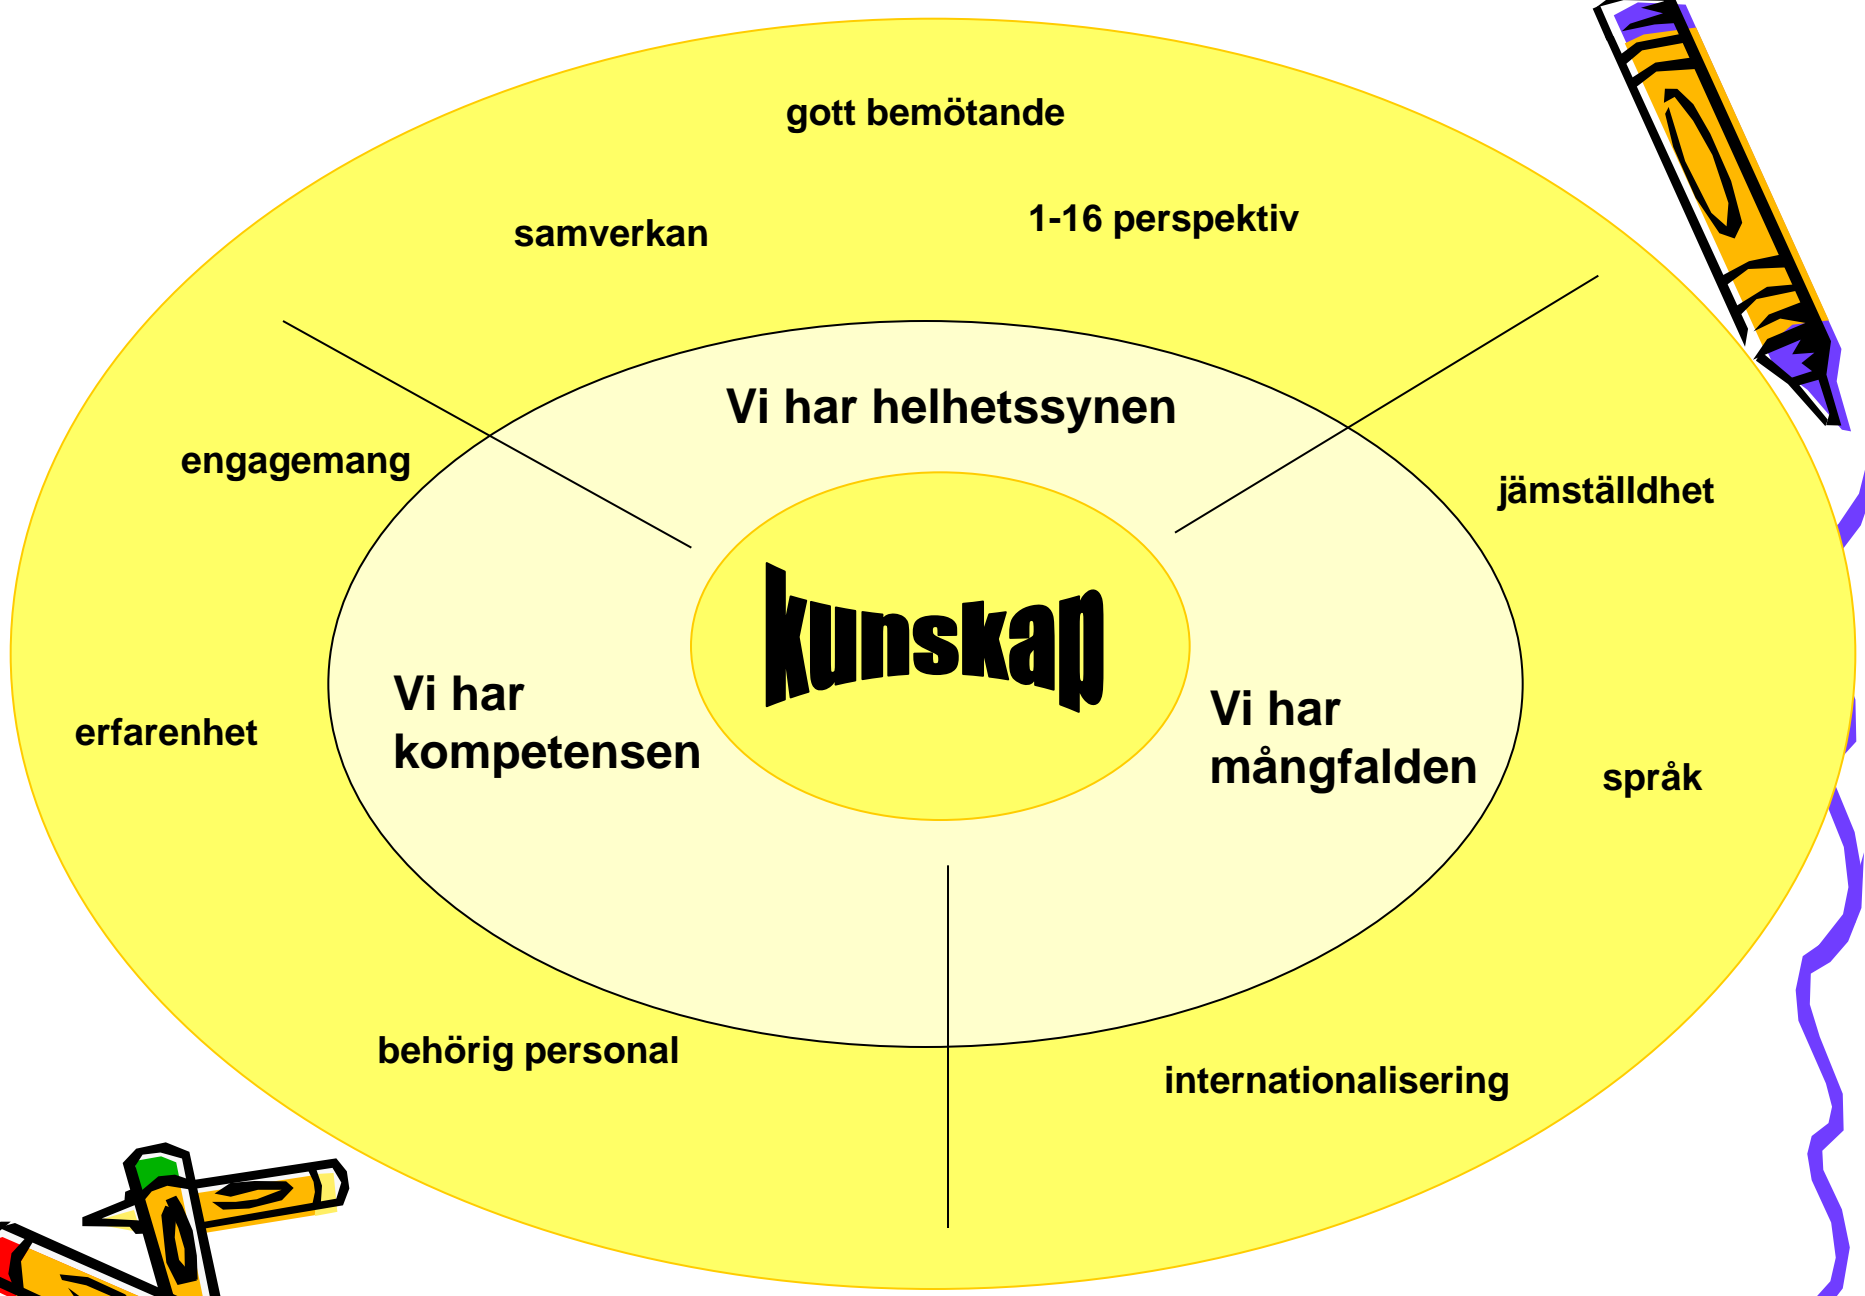 gott bemötande
samverkan
1-16 perspektiv
Vi har helhetssynen
engagemang
jämställdhet
kunskap
Vi har
kompetensen
Vi har
mångfalden
erfarenhet
språk
behörig personal
internationalisering